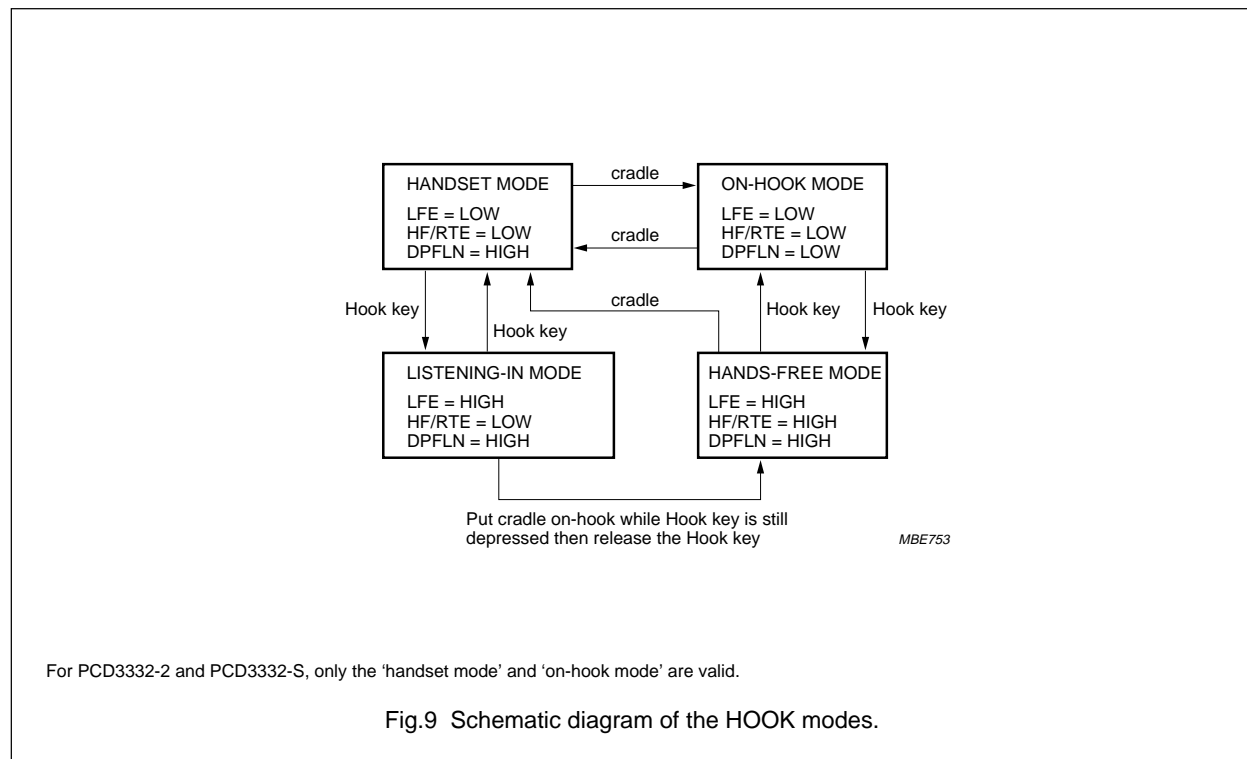 HANDSET MODE
LFE = LOW
HF/RTE = LOW
DPFLN = HIGH
cradle
cradle
ON-HOOK MODE
LFE = LOW
HF/RTE = LOW
DPFLN = LOW
Hook key
Hook key
cradle
Hook key
Hook key
LISTENING-IN MODE
LFE = HIGH
HF/RTE = LOW
DPFLN = HIGH
HANDS-FREE MODE
LFE = HIGH
HF/RTE = HIGH
DPFLN = HIGH
Put cradle on-hook while Hook key is still
depressed then release the Hook key
MBE753
For PCD3332-2 and PCD3332-S, only the ‘handset mode’ and ‘on-hook mode’ are valid.
Fig.9 Schematic diagram of the HOOK modes.